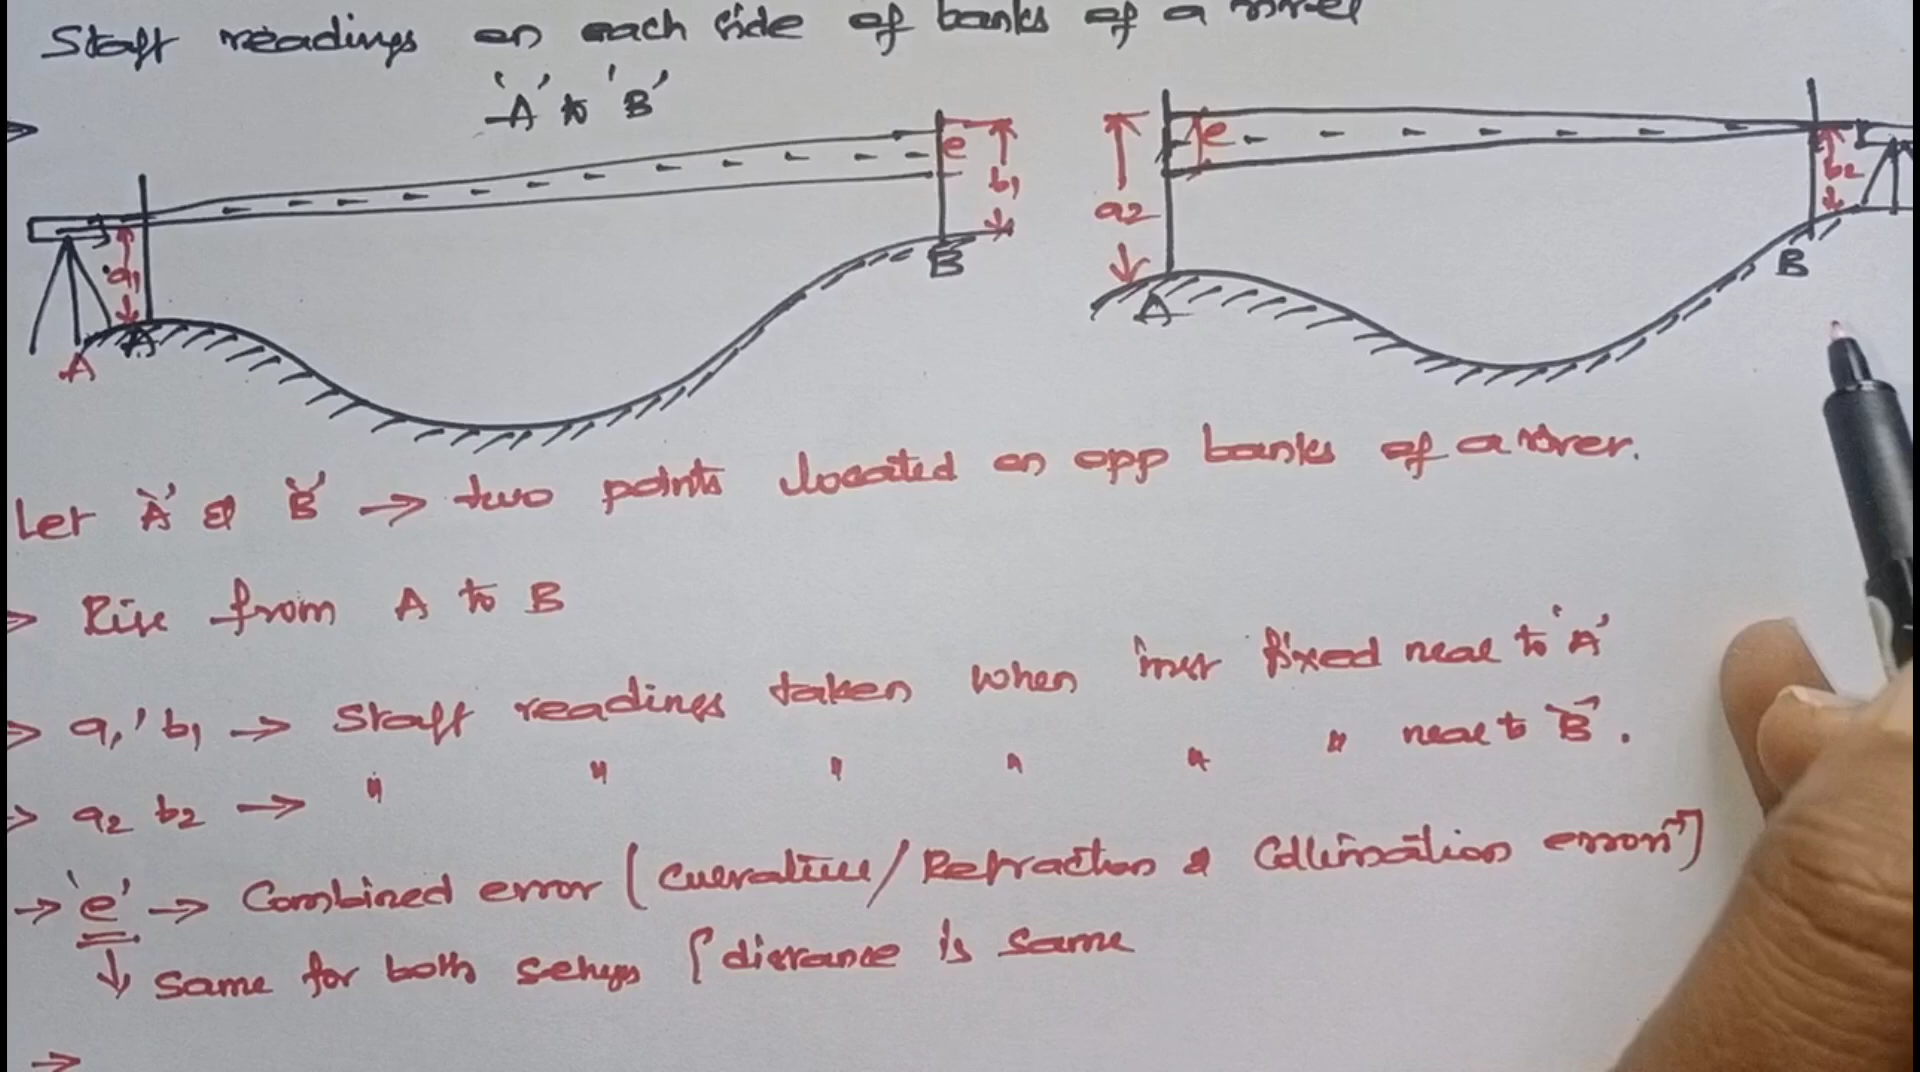 Staff readings on each side of banks of a river
'A' to 'B'
e
b1
a1
A
A
B
e
a2
b2
A
B
Let 'A' & 'B' → two points located on opp banks of a river.
→ Rise from A to B
→ a1, b1 → Staff readings taken when inst fixed near to 'A'
→ a2 b2 → " " " " " " near to 'B'.
→ 'e' → Combined error (curvature/Refraction & Collimation error)
↓ same for both setups { distance is same
→